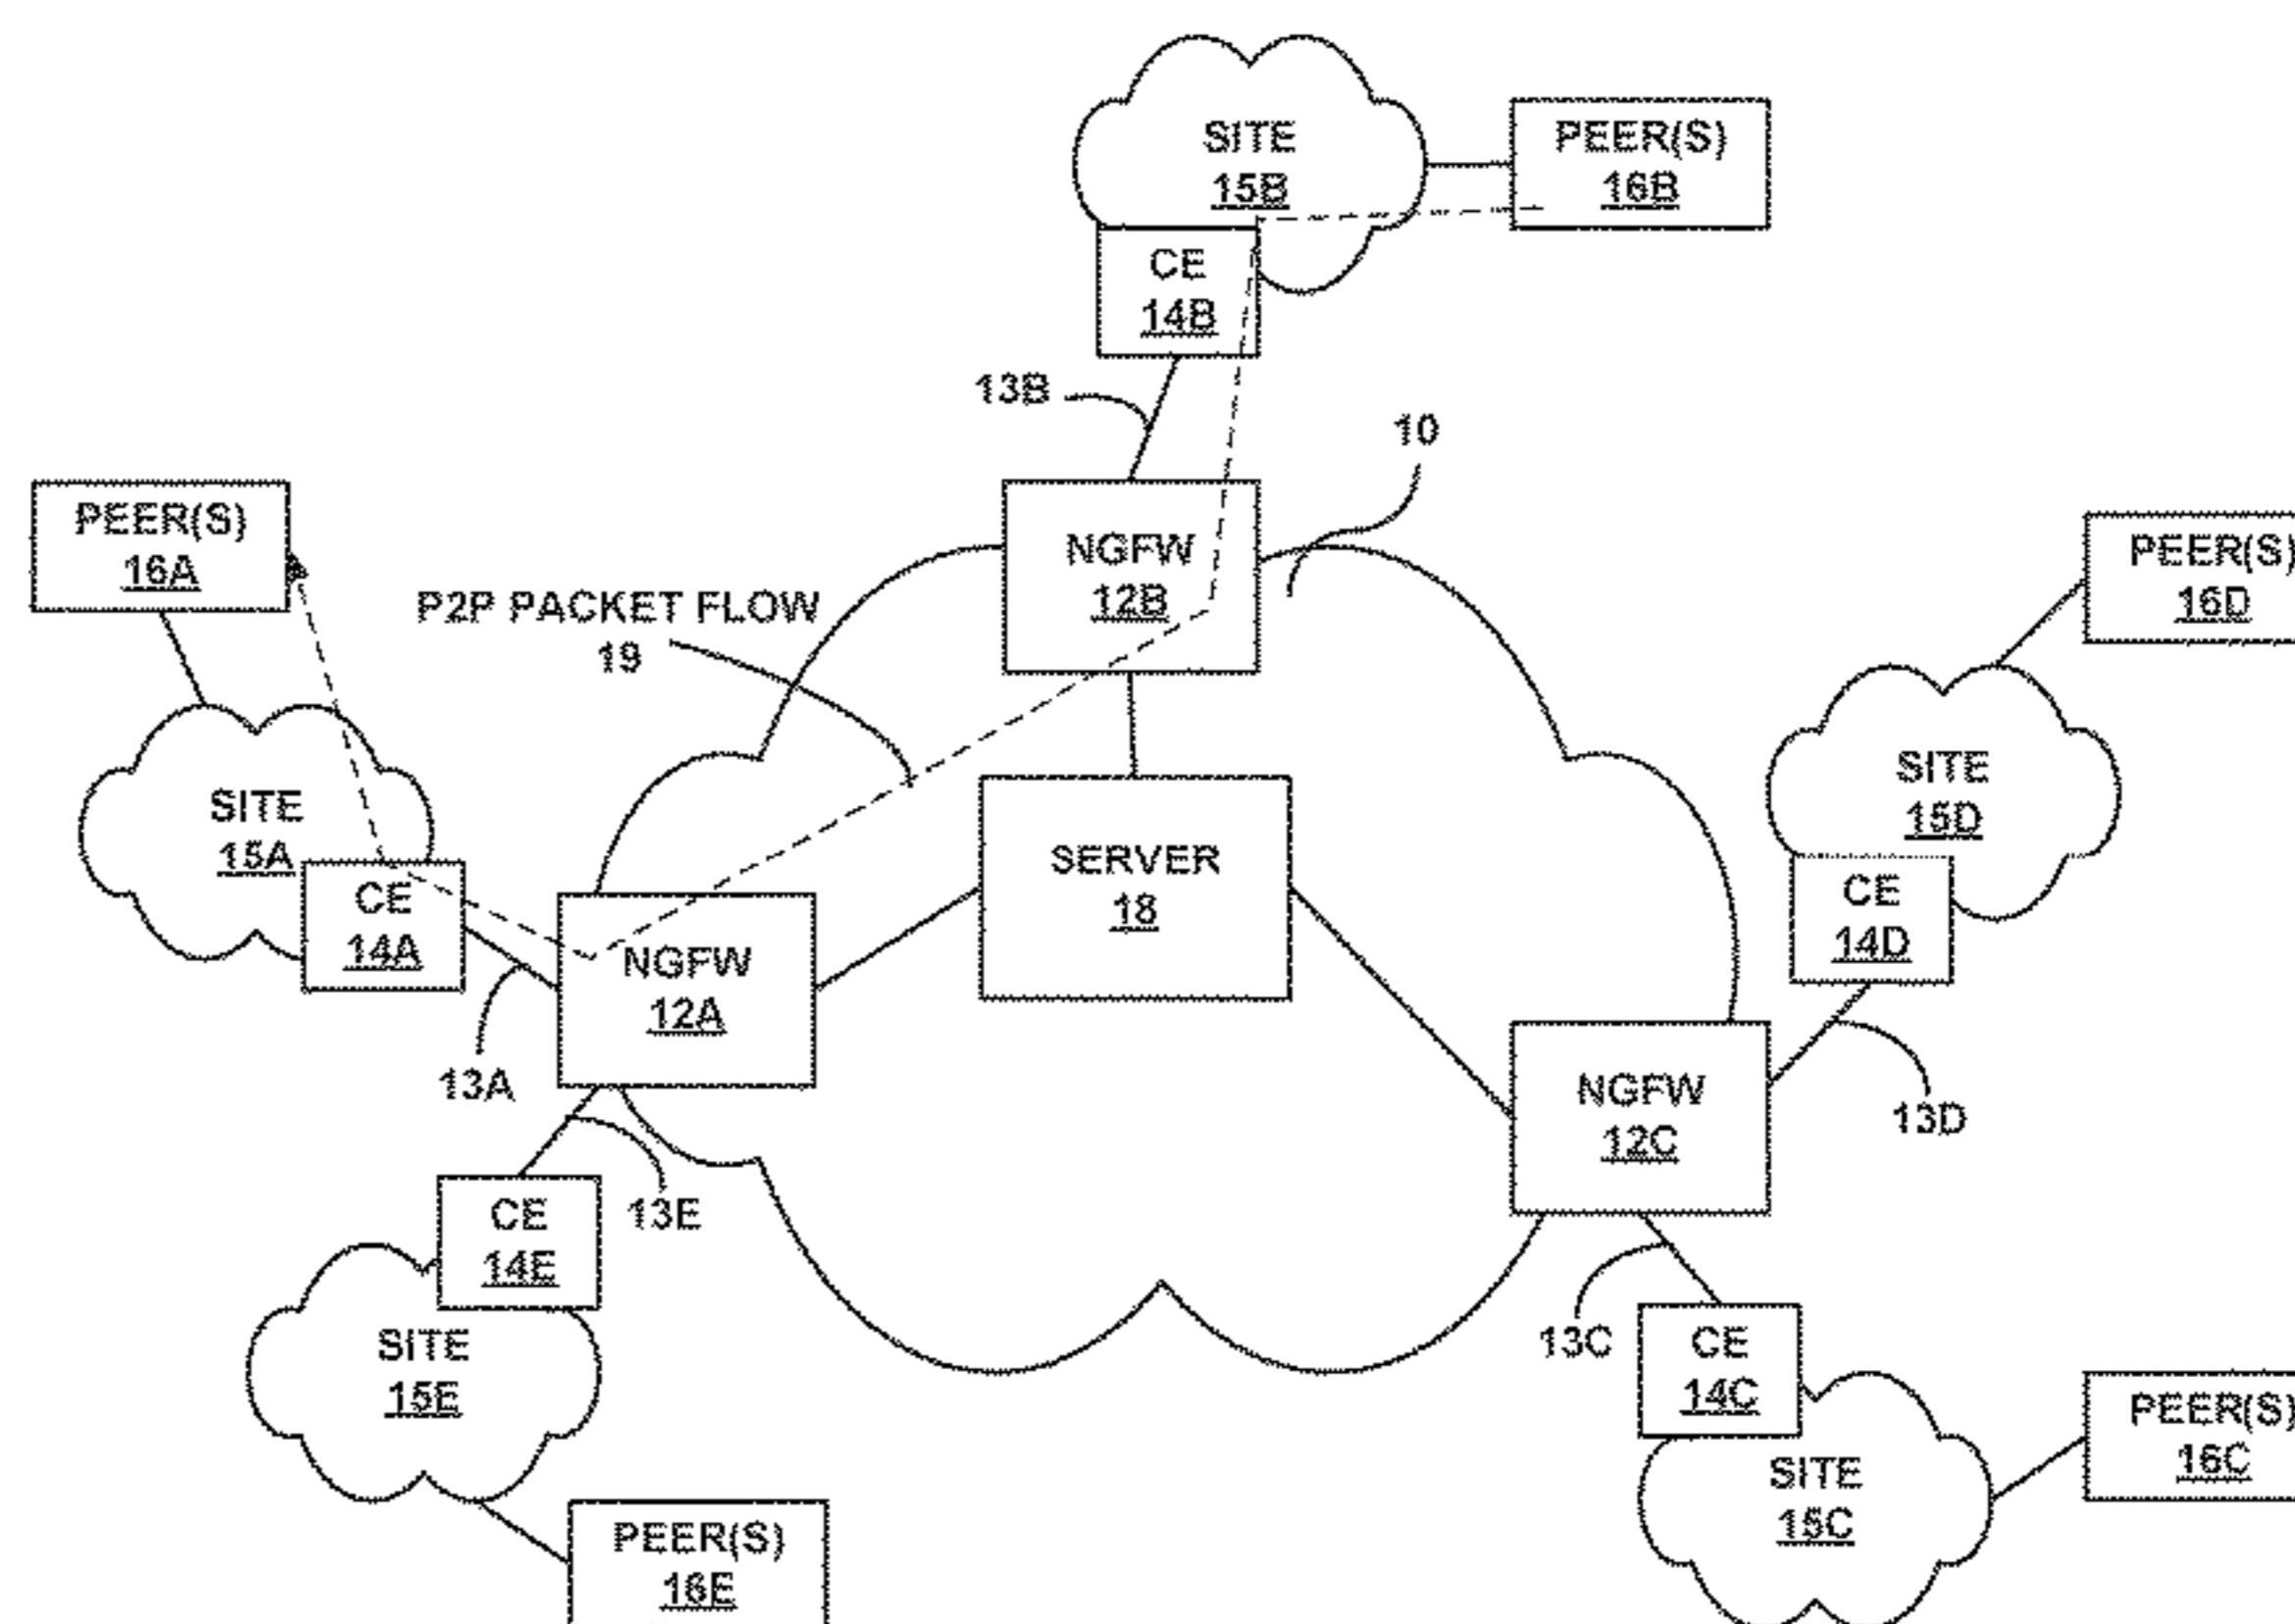 SITE
15B
PEER(S)
16B
CE
14B
13B
10
PEER(S)
16A
NGFW
12B
P2P PACKET FLOW
19
PEER(S)
16D
SITE
15A
SITE
15D
SERVER
18
CE
14A
CE
14D
NGFW
12A
13A
NGFW
12C
13D
13E
CE
14E
13C
CE
14C
SITE
15E
PEER(S)
16C
SITE
15C
PEER(S)
16E